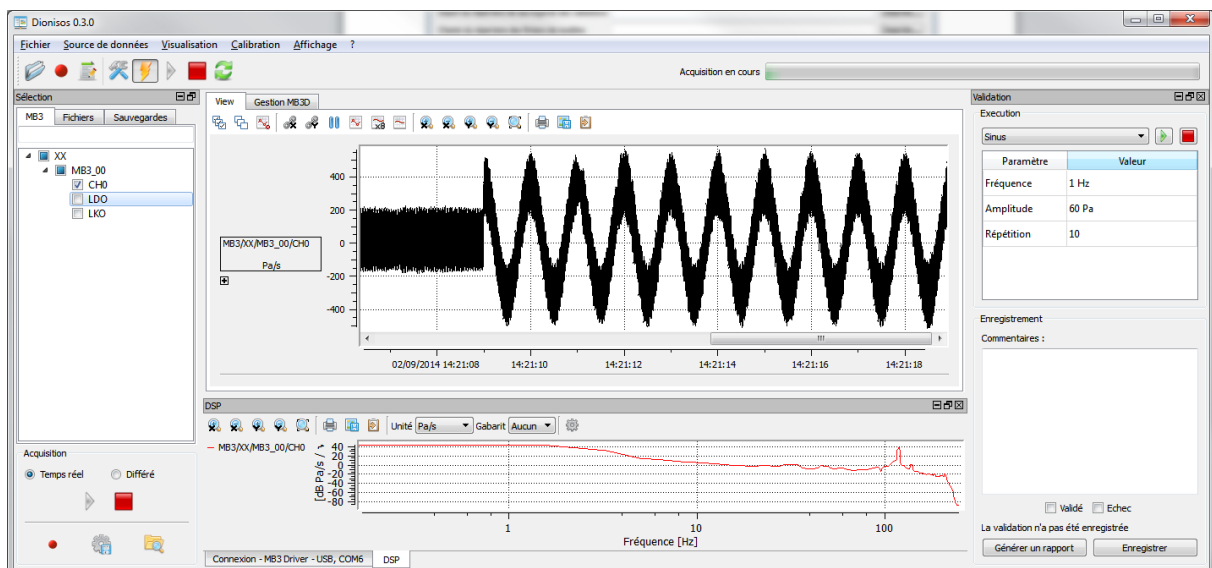 Dionisos 0.3.0
Fichier Source de données Visualisation Calibration Affichage ?
Acquisition en cours
Sélection
MB3 Fichiers Sauvegardes
XX
MB3_00
CH0
LDO
LKO
Acquisition
Temps réel Différé
View Gestion MB3D
400
200
0
-200
-400
MB3/XX/MB3_00/CH0
Pa/s
02/09/2014 14:21:08 14:21:10 14:21:12 14:21:14 14:21:16 14:21:18
DSP
Unité Pa/s Gabarit Aucun
MB3/XX/MB3_00/CH0
[dB Pa/s /
40
20
0
-20
-40
-60
-80
1 10 100
Fréquence [Hz]
Connexion - MB3 Driver - USB, COM6 DSP
Validation
Execution
Sinus
Paramètre Valeur
Fréquence 1 Hz
Amplitude 60 Pa
Répétition 10
Enregistrement
Commentaires :
Validé Echec
La validation n'a pas été enregistrée
Générer un rapport Enregistrer